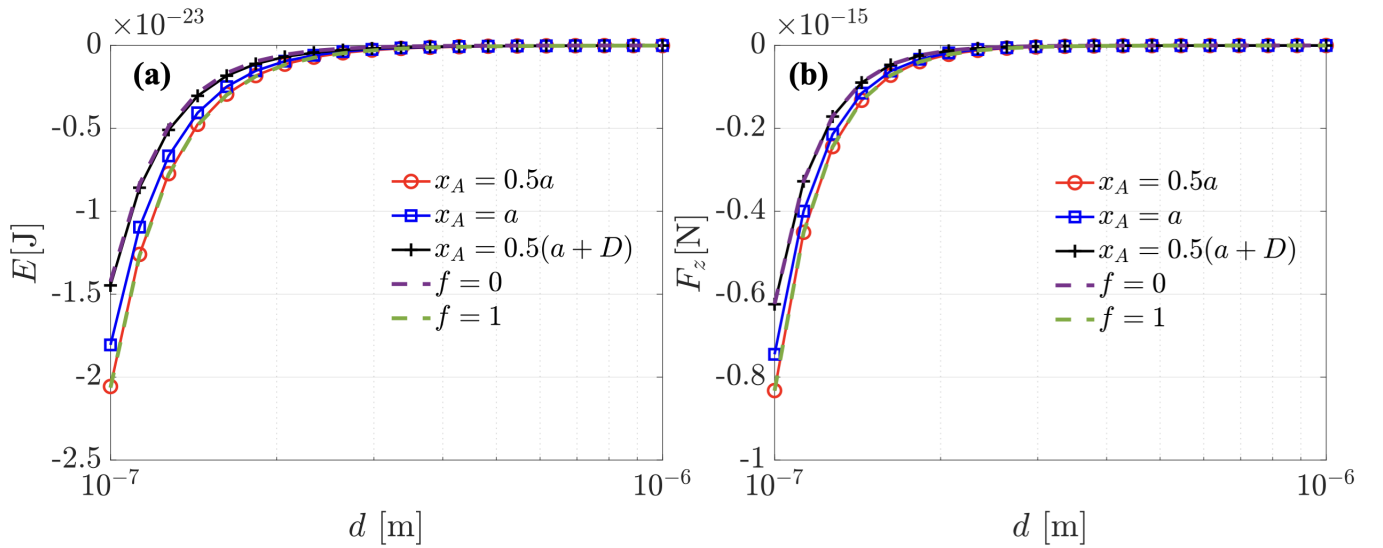 ×10⁻²³
0
-0.5
-1
-1.5
-2
-2.5
E[J]
(a)
x_A = 0.5a
x_A = a
x_A = 0.5(a + D)
f = 0
f = 1
10⁻⁷
10⁻⁶
d [m]
×10⁻¹⁵
0
-0.2
-0.4
-0.6
-0.8
-1
F_z[N]
(b)
x_A = 0.5a
x_A = a
x_A = 0.5(a + D)
f = 0
f = 1
10⁻⁷
10⁻⁶
d [m]